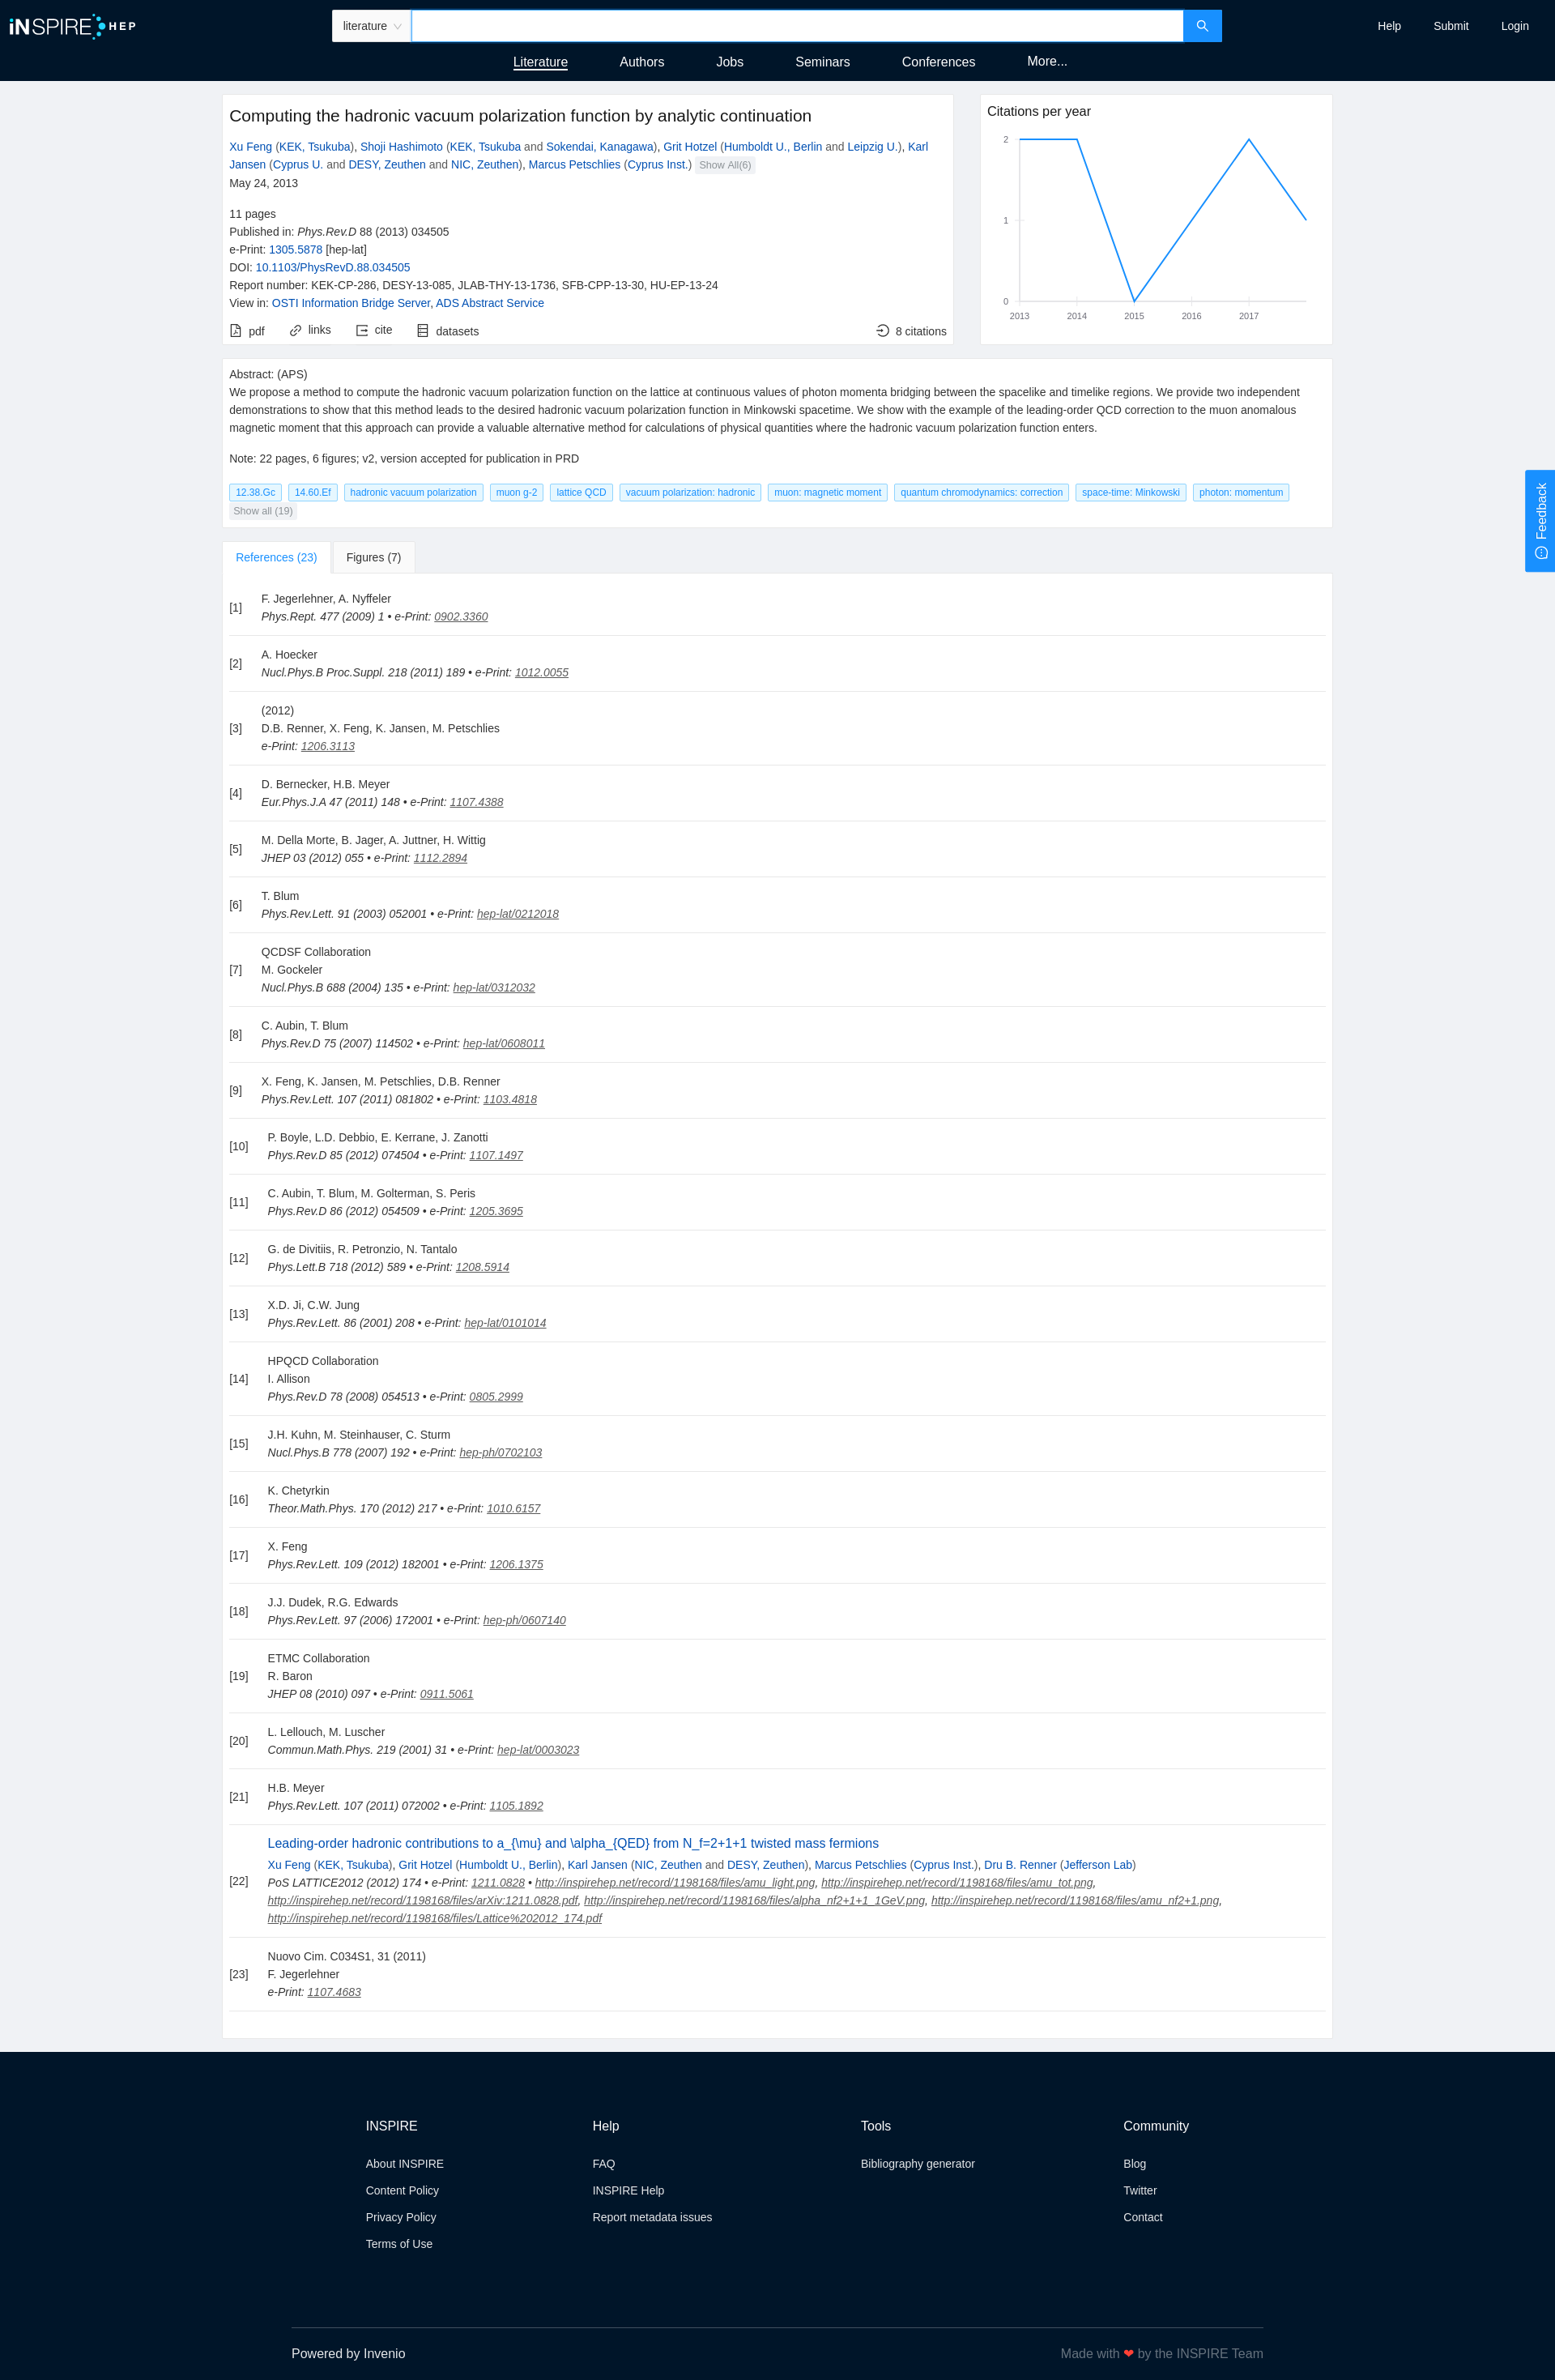 iNSPIRE HEP
literature
Help Submit Login
Literature Authors Jobs Seminars Conferences More...
Computing the hadronic vacuum polarization function by analytic continuation
Xu Feng (KEK, Tsukuba), Shoji Hashimoto (KEK, Tsukuba and Sokendai, Kanagawa), Grit Hotzel (Humboldt U., Berlin and Leipzig U.), Karl
Jansen (Cyprus U. and DESY, Zeuthen and NIC, Zeuthen), Marcus Petschlies (Cyprus Inst.) Show All(6)
May 24, 2013
11 pages
Published in: Phys.Rev.D 88 (2013) 034505
e-Print: 1305.5878 [hep-lat]
DOI: 10.1103/PhysRevD.88.034505
Report number: KEK-CP-286, DESY-13-085, JLAB-THY-13-1736, SFB-CPP-13-30, HU-EP-13-24
View in: OSTI Information Bridge Server, ADS Abstract Service
pdf links cite datasets 8 citations
Citations per year
2
1
0
2013 2014 2015 2016 2017
Abstract: (APS)
We propose a method to compute the hadronic vacuum polarization function on the lattice at continuous values of photon momenta bridging between the spacelike and timelike regions. We provide two independent
demonstrations to show that this method leads to the desired hadronic vacuum polarization function in Minkowski spacetime. We show with the example of the leading-order QCD correction to the muon anomalous
magnetic moment that this approach can provide a valuable alternative method for calculations of physical quantities where the hadronic vacuum polarization function enters.
Note: 22 pages, 6 figures; v2, version accepted for publication in PRD
12.38.Gc 14.60.Ef hadronic vacuum polarization muon g-2 lattice QCD vacuum polarization: hadronic muon: magnetic moment quantum chromodynamics: correction space-time: Minkowski photon: momentum
Show all (19)
Feedback
References (23) Figures (7)
[1]
F. Jegerlehner, A. Nyffeler
Phys.Rept. 477 (2009) 1 • e-Print: 0902.3360
[2]
A. Hoecker
Nucl.Phys.B Proc.Suppl. 218 (2011) 189 • e-Print: 1012.0055
[3]
(2012)
D.B. Renner, X. Feng, K. Jansen, M. Petschlies
e-Print: 1206.3113
[4]
D. Bernecker, H.B. Meyer
Eur.Phys.J.A 47 (2011) 148 • e-Print: 1107.4388
[5]
M. Della Morte, B. Jager, A. Juttner, H. Wittig
JHEP 03 (2012) 055 • e-Print: 1112.2894
[6]
T. Blum
Phys.Rev.Lett. 91 (2003) 052001 • e-Print: hep-lat/0212018
[7]
QCDSF Collaboration
M. Gockeler
Nucl.Phys.B 688 (2004) 135 • e-Print: hep-lat/0312032
[8]
C. Aubin, T. Blum
Phys.Rev.D 75 (2007) 114502 • e-Print: hep-lat/0608011
[9]
X. Feng, K. Jansen, M. Petschlies, D.B. Renner
Phys.Rev.Lett. 107 (2011) 081802 • e-Print: 1103.4818
[10]
P. Boyle, L.D. Debbio, E. Kerrane, J. Zanotti
Phys.Rev.D 85 (2012) 074504 • e-Print: 1107.1497
[11]
C. Aubin, T. Blum, M. Golterman, S. Peris
Phys.Rev.D 86 (2012) 054509 • e-Print: 1205.3695
[12]
G. de Divitiis, R. Petronzio, N. Tantalo
Phys.Lett.B 718 (2012) 589 • e-Print: 1208.5914
[13]
X.D. Ji, C.W. Jung
Phys.Rev.Lett. 86 (2001) 208 • e-Print: hep-lat/0101014
[14]
HPQCD Collaboration
I. Allison
Phys.Rev.D 78 (2008) 054513 • e-Print: 0805.2999
[15]
J.H. Kuhn, M. Steinhauser, C. Sturm
Nucl.Phys.B 778 (2007) 192 • e-Print: hep-ph/0702103
[16]
K. Chetyrkin
Theor.Math.Phys. 170 (2012) 217 • e-Print: 1010.6157
[17]
X. Feng
Phys.Rev.Lett. 109 (2012) 182001 • e-Print: 1206.1375
[18]
J.J. Dudek, R.G. Edwards
Phys.Rev.Lett. 97 (2006) 172001 • e-Print: hep-ph/0607140
[19]
ETMC Collaboration
R. Baron
JHEP 08 (2010) 097 • e-Print: 0911.5061
[20]
L. Lellouch, M. Luscher
Commun.Math.Phys. 219 (2001) 31 • e-Print: hep-lat/0003023
[21]
H.B. Meyer
Phys.Rev.Lett. 107 (2011) 072002 • e-Print: 1105.1892
[22]
Leading-order hadronic contributions to a_{\mu} and \alpha_{QED} from N_f=2+1+1 twisted mass fermions
Xu Feng (KEK, Tsukuba), Grit Hotzel (Humboldt U., Berlin), Karl Jansen (NIC, Zeuthen and DESY, Zeuthen), Marcus Petschlies (Cyprus Inst.), Dru B. Renner (Jefferson Lab)
PoS LATTICE2012 (2012) 174 • e-Print: 1211.0828 • http://inspirehep.net/record/1198168/files/amu_light.png, http://inspirehep.net/record/1198168/files/amu_tot.png,
http://inspirehep.net/record/1198168/files/arXiv:1211.0828.pdf, http://inspirehep.net/record/1198168/files/alpha_nf2+1+1_1GeV.png, http://inspirehep.net/record/1198168/files/amu_nf2+1.png,
http://inspirehep.net/record/1198168/files/Lattice%202012_174.pdf
[23]
Nuovo Cim. C034S1, 31 (2011)
F. Jegerlehner
e-Print: 1107.4683
INSPIRE
About INSPIRE
Content Policy
Privacy Policy
Terms of Use
Help
FAQ
INSPIRE Help
Report metadata issues
Tools
Bibliography generator
Community
Blog
Twitter
Contact
Powered by Invenio
Made with ❤ by the INSPIRE Team